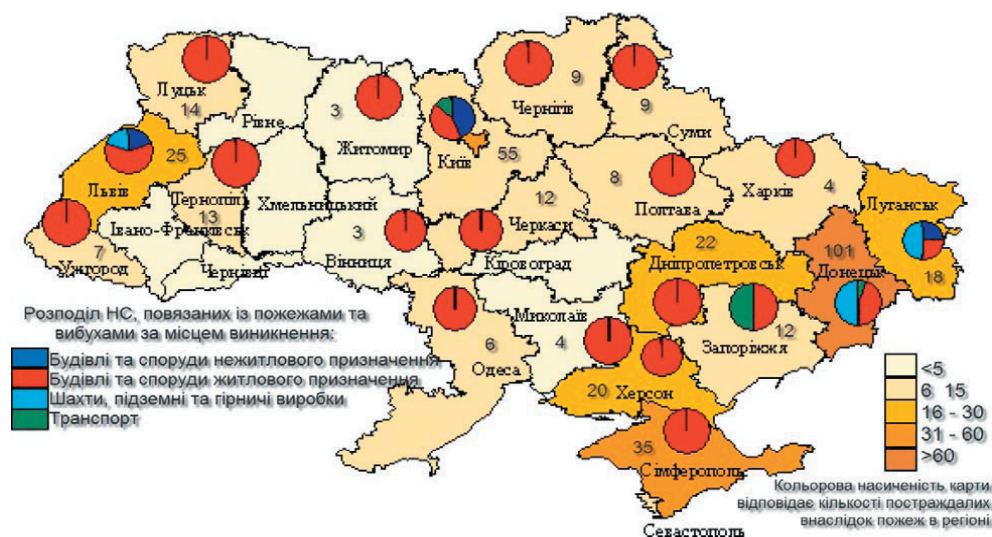 Луцьк
14
Рівне
3
Житомир
Київ
55
9
Чернігів
9
Суми
25
Львів
Тернопіль
13
Хмельницький
12
Черкаси
8
Полтава
Харків
4
Луганськ
18
7
Ужгород
Івано-Франківськ
Чернівці
3
Вінниця
Кіровоград
22
Дніпропетровськ
101
Донецьк
Миколаїв
4
6
Одеса
12
Запоріжжя
20
Херсон
35
Сімферополь
Севастополь
Розподіл НС, повязаних із пожежами та
вибухами за місцем виникнення:
Будівлі та споруди нежитлового призначення
Будівлі та споруди житлового призначення
Шахти, підземні та гірничі виробки
Транспорт
<5
6 15
16 - 30
31 - 60
>60
Кольорова насиченість карти
відповідає кількості постраждалих
внаслідок пожеж в регіоні